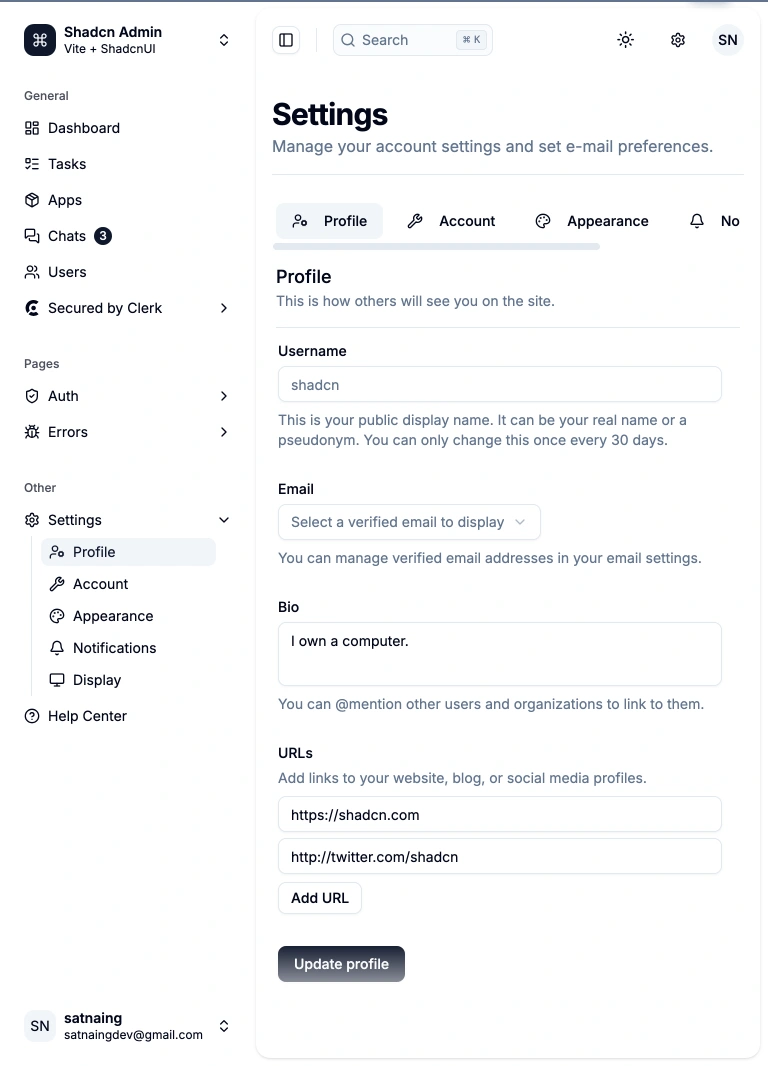 Shadcn Admin
Vite + ShadcnUI
General
Dashboard
Tasks
Apps
Chats 3
Users
Secured by Clerk
Pages
Auth
Errors
Other
Settings
Profile
Account
Appearance
Notifications
Display
Help Center
SN
satnaing
satnaingdev@gmail.com
Search ⌘ K
SN
Settings
Manage your account settings and set e-mail preferences.
Profile Account Appearance No
Profile
This is how others will see you on the site.
Username
shadcn
This is your public display name. It can be your real name or a
pseudonym. You can only change this once every 30 days.
Email
Select a verified email to display
You can manage verified email addresses in your email settings.
Bio
I own a computer.
You can @mention other users and organizations to link to them.
URLs
Add links to your website, blog, or social media profiles.
https://shadcn.com
http://twitter.com/shadcn
Add URL
Update profile